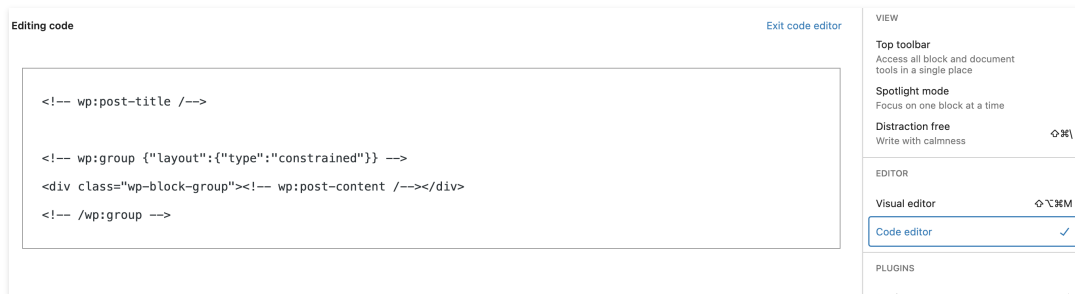 Editing code
Exit code editor
<!-- wp:post-title /-->
<!-- wp:group {"layout":{"type":"constrained"}} -->
<div class="wp-block-group"><!-- wp:post-content /--></div>
<!-- /wp:group -->
VIEW
Top toolbar
Access all block and document
tools in a single place
Spotlight mode
Focus on one block at a time
Distraction free
Write with calmness
⇧⌘\
EDITOR
Visual editor ⇧⌥⌘M
Code editor ✓
PLUGINS